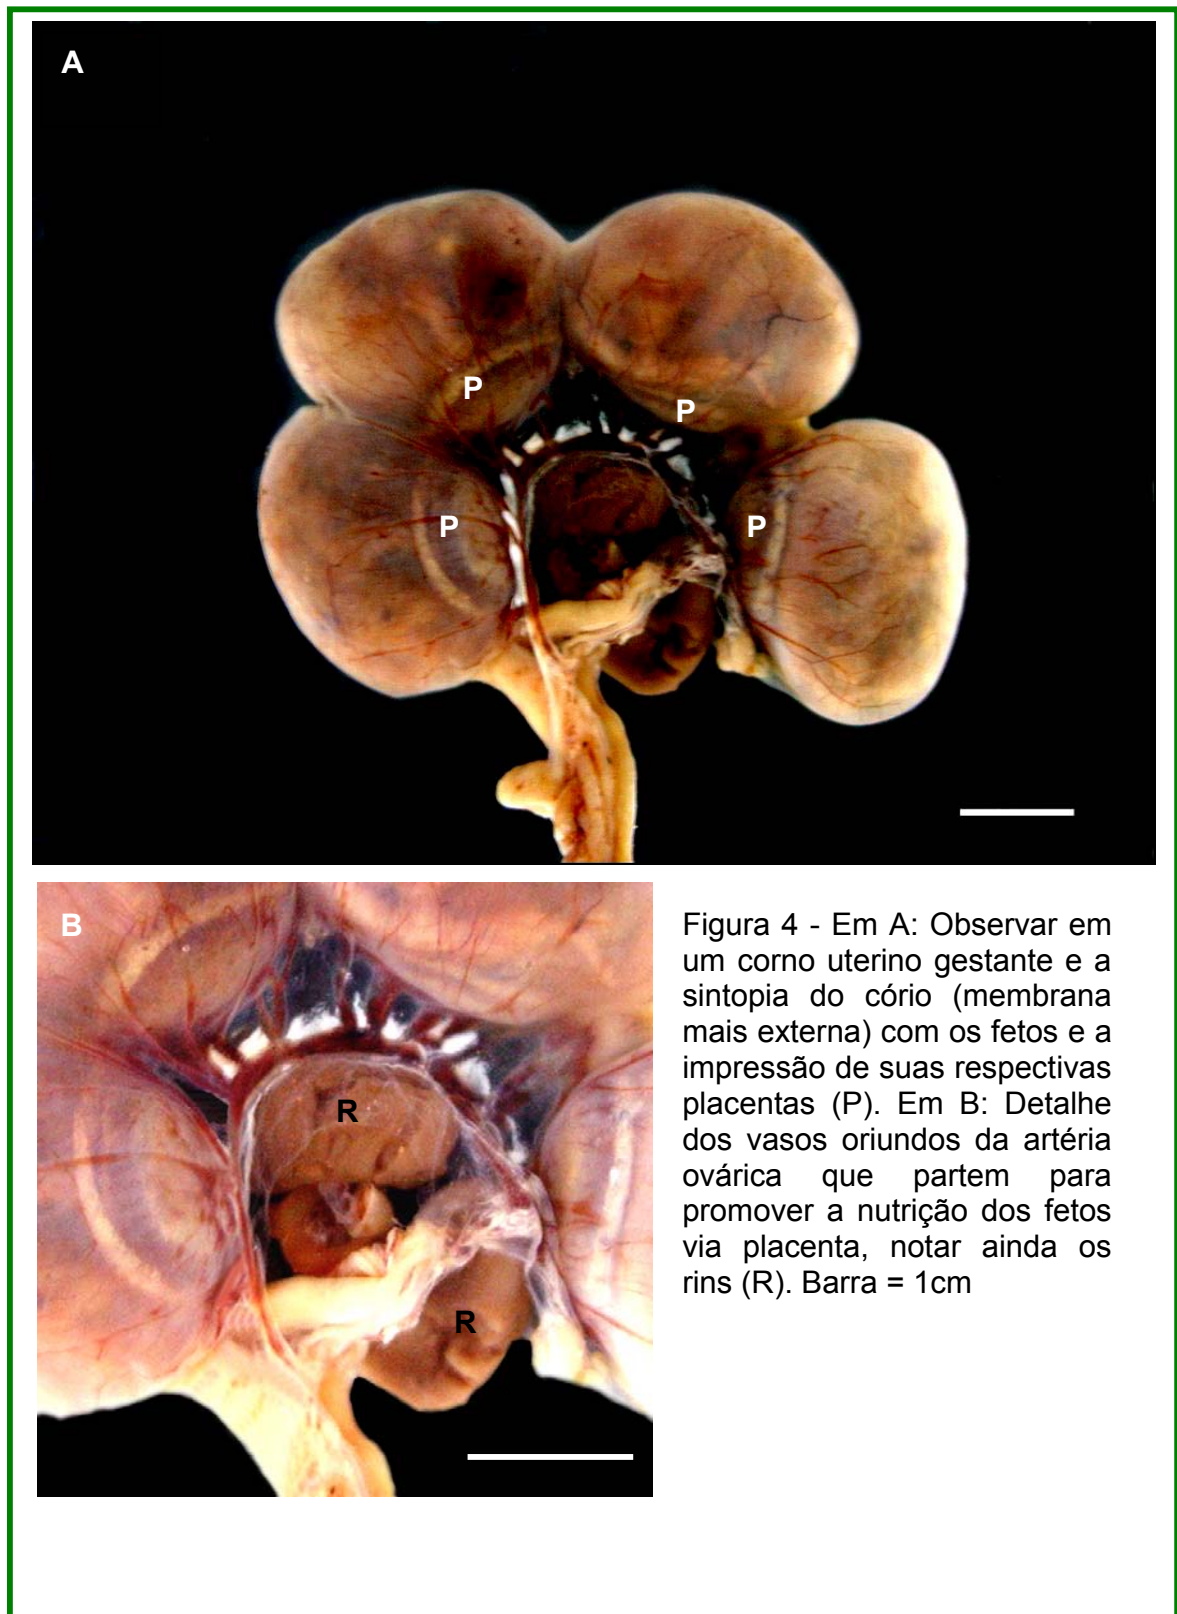 A
P
P
P
P
B
R
R
Figura 4 - Em A: Observar em
um corno uterino gestante e a
sintopia do cório (membrana
mais externa) com os fetos e a
impressão de suas respectivas
placentas (P). Em B: Detalhe
dos vasos oriundos da artéria
ovárica que partem para
promover a nutrição dos fetos
via placenta, notar ainda os
rins (R). Barra = 1cm